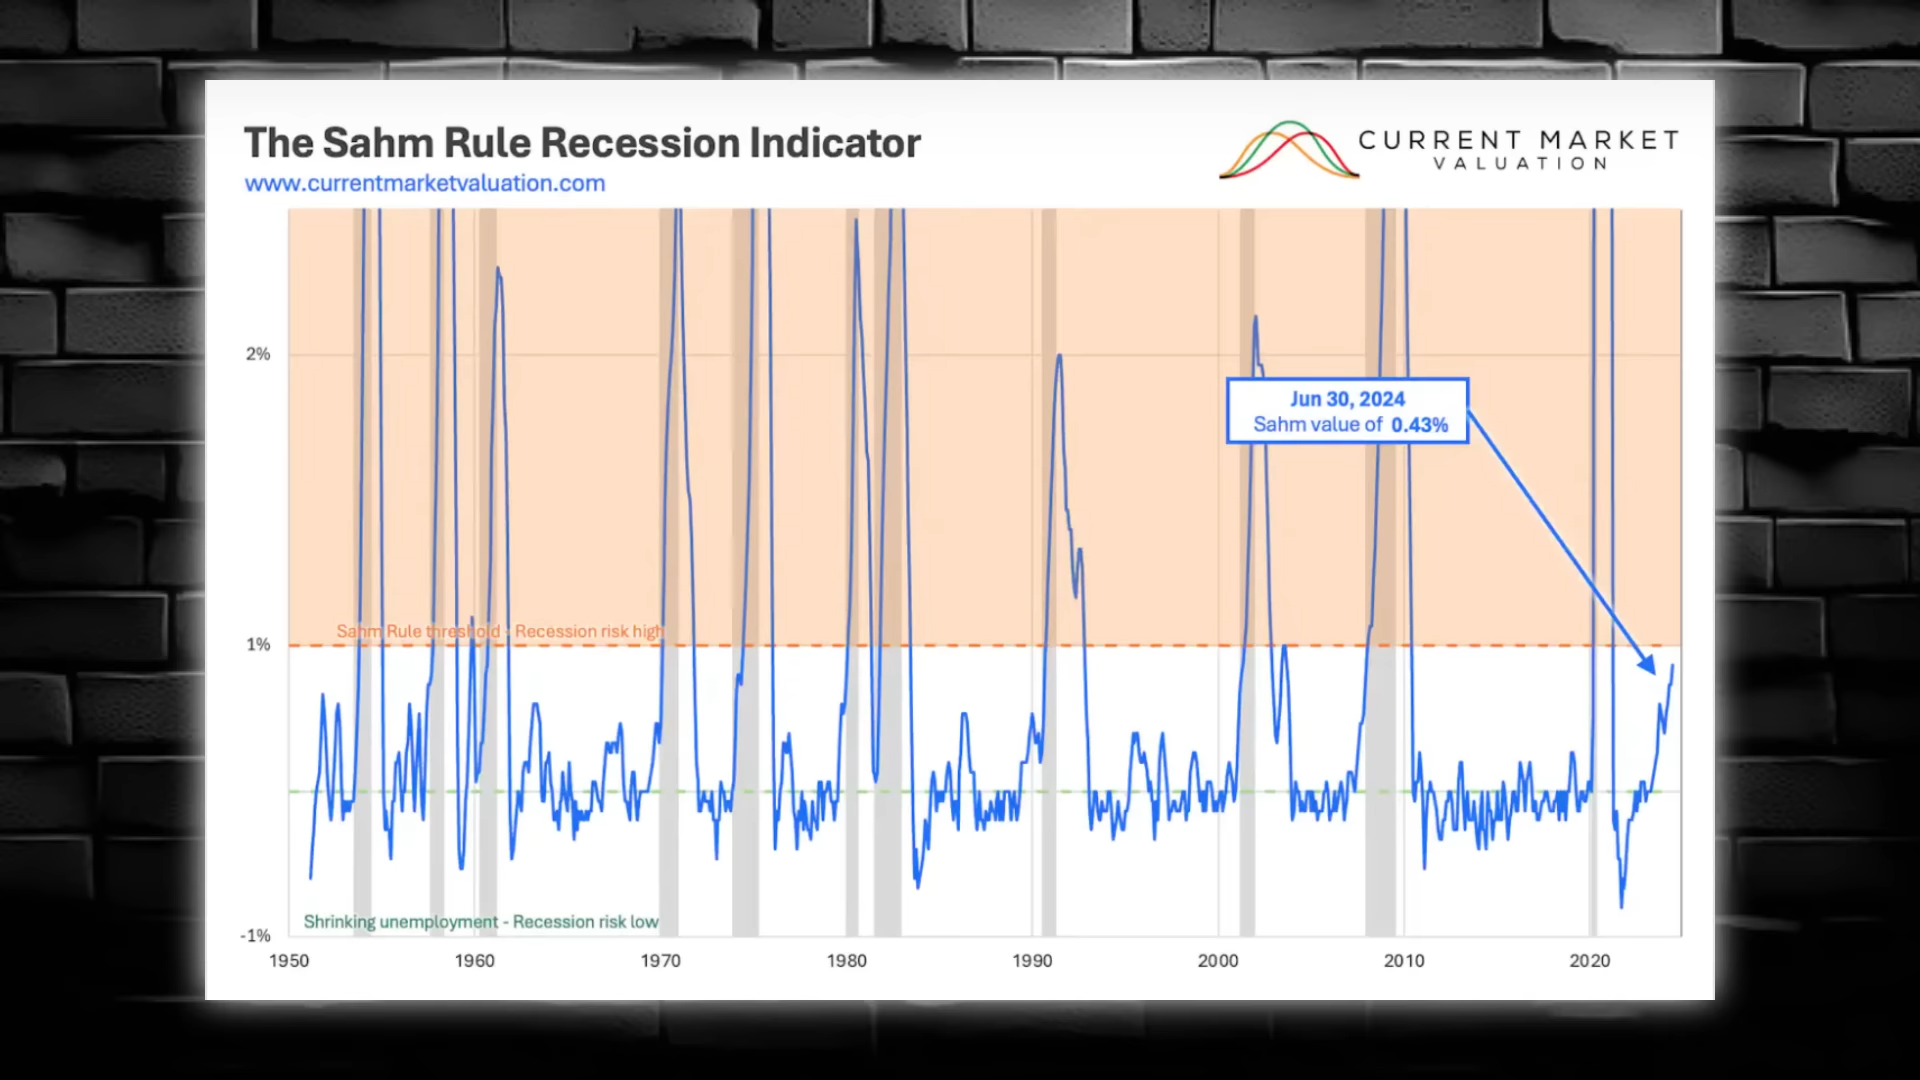 The Sahm Rule Recession Indicator
www.currentmarketvaluation.com
CURRENT MARKET
VALUATION
2%
Jun 30, 2024
Sahm value of 0.43%
Sahm Rule threshold - Recession risk high
1%
Shrinking unemployment - Recession risk low
-1%
1950 1960 1970 1980 1990 2000 2010 2020